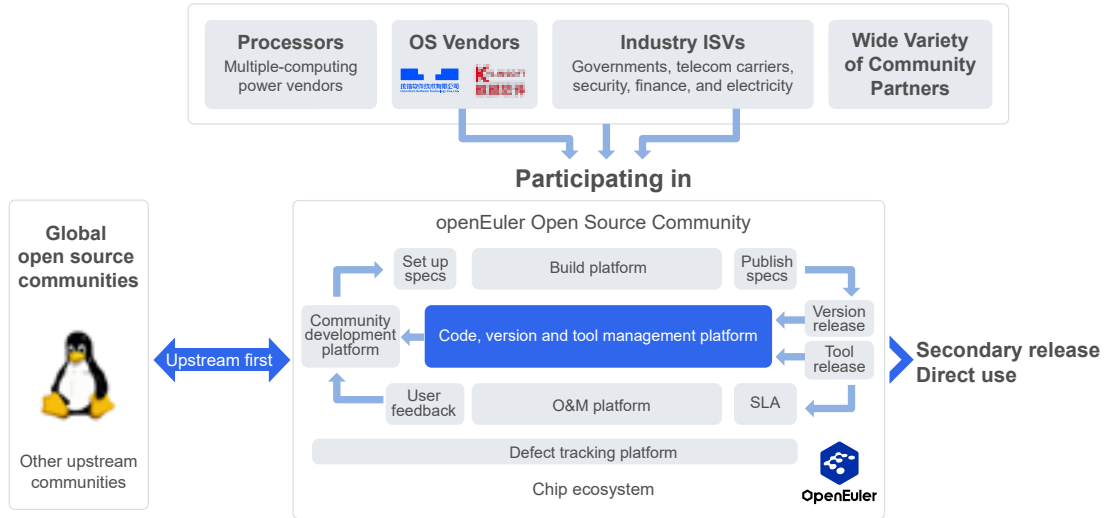 Processors
Multiple-computing
power vendors
OS Vendors
Industry ISVs
Governments, telecom carriers,
security, finance, and electricity
Wide Variety
of Community
Partners
Participating in
Global
open source
communities
Other upstream
communities
Upstream first
openEuler Open Source Community
Set up
specs
Build platform
Publish
specs
Community
development
platform
Code, version and tool management platform
Version
release
Tool
release
User
feedback
O&M platform
SLA
Defect tracking platform
Chip ecosystem
OpenEuler
Secondary release
Direct use